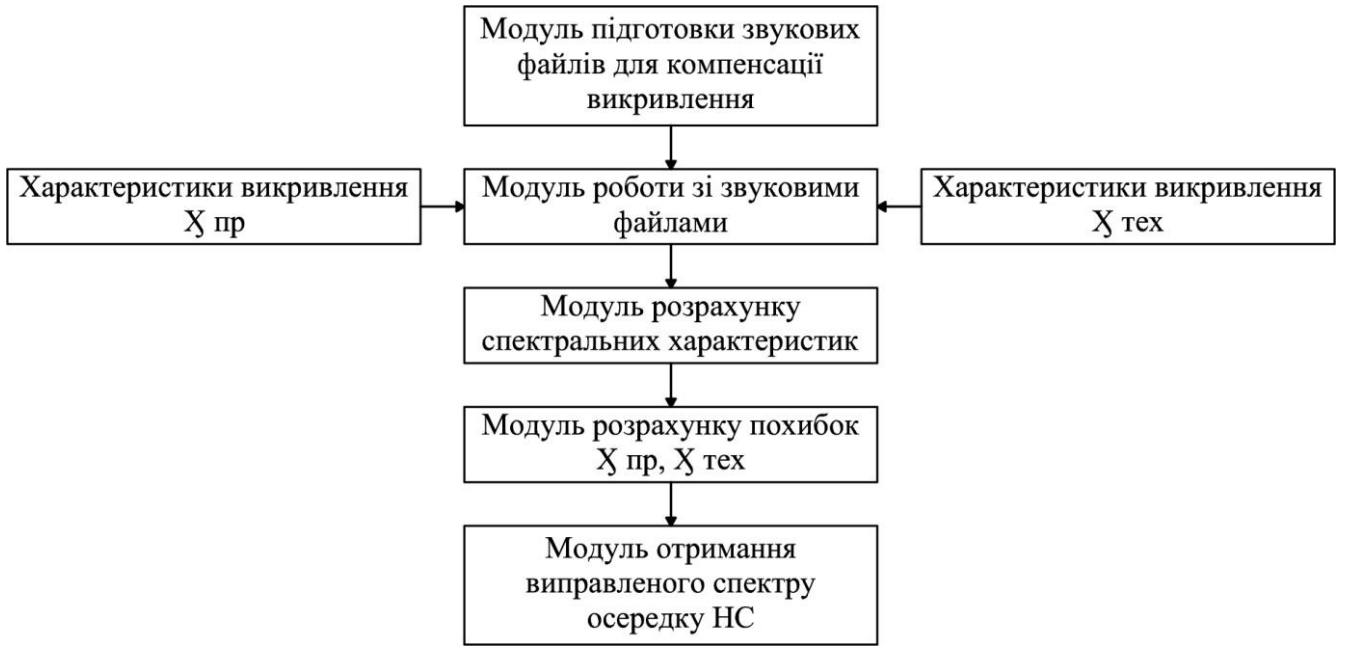 Модуль підготовки звукових
файлів для компенсації
викривлення
Характеристики викривлення
Ҳ пр
Модуль роботи зі звуковими
файлами
Характеристики викривлення
Ҳ тех
Модуль розрахунку
спектральних характеристик
Модуль розрахунку похибок
Ҳ пр, Ҳ тех
Модуль отримання
виправленого спектру
осередку НС